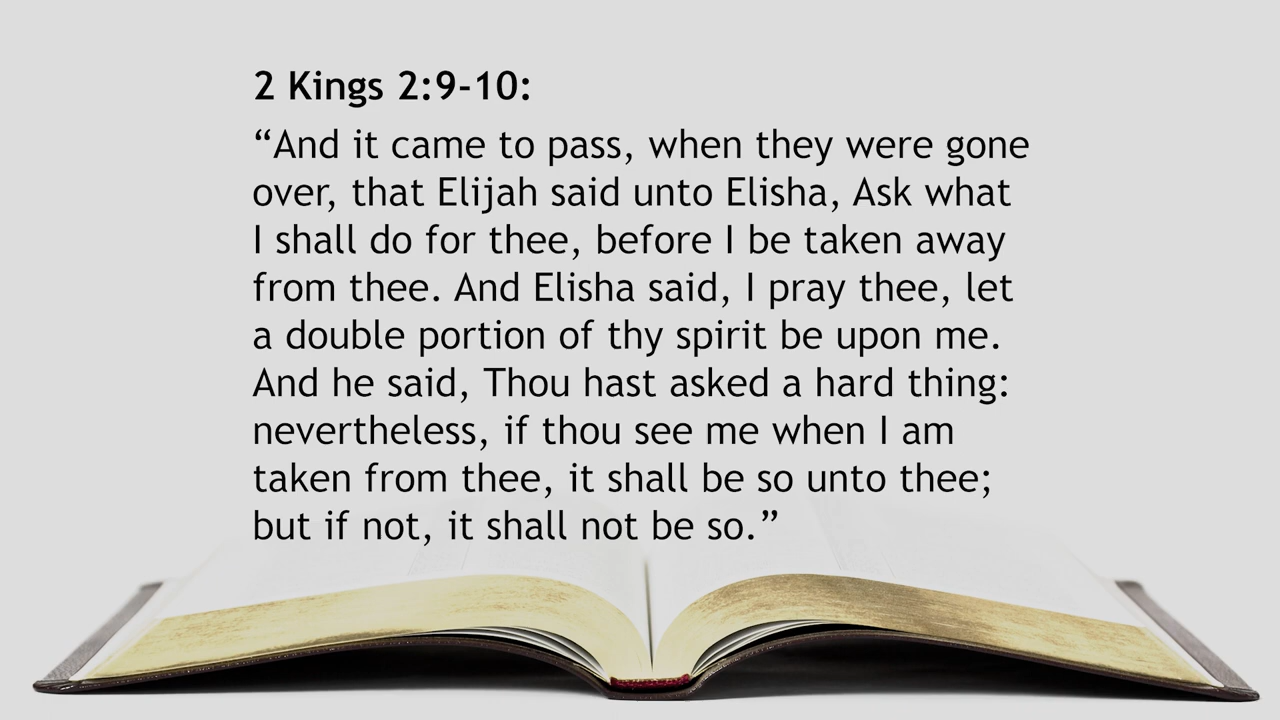 2 Kings 2:9-10:
“And it came to pass, when they were gone
over, that Elijah said unto Elisha, Ask what
I shall do for thee, before I be taken away
from thee. And Elisha said, I pray thee, let
a double portion of thy spirit be upon me.
And he said, Thou hast asked a hard thing:
nevertheless, if thou see me when I am
taken from thee, it shall be so unto thee;
but if not, it shall not be so.”